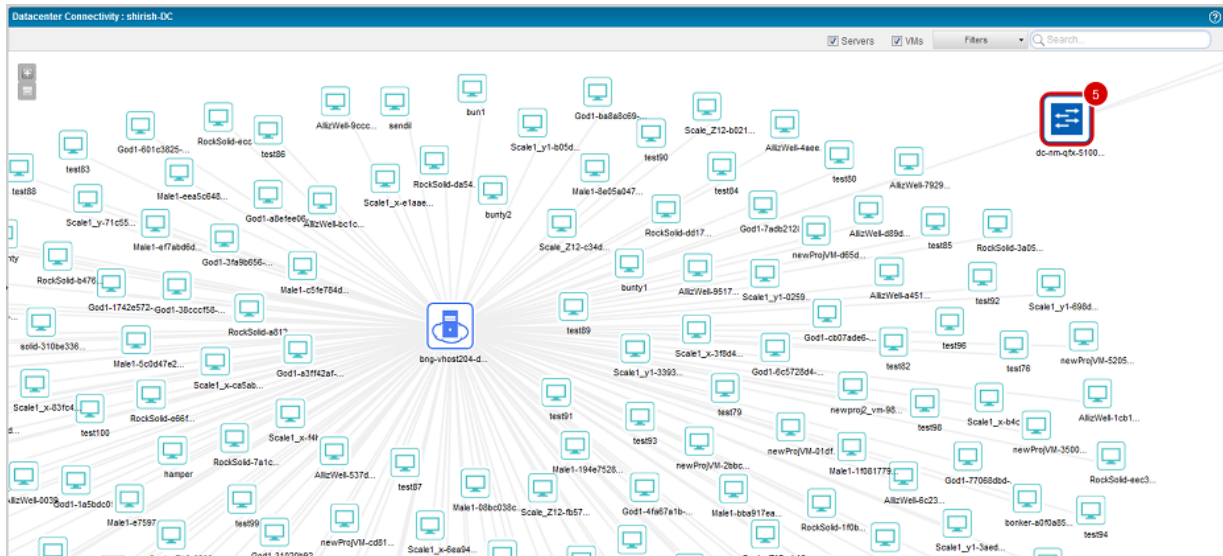 Datacenter Connectivity : shirish-DC
Servers
VMs
Filters
Search...
bun1
God1-ba8a8c69-...
5
AllizWell-9ccc...
sendil
RockSolid-ecc
Scale_Z12-b021...
God1-601c3825-...
Scale1_y1-b05d...
AllizWell-4aee.
test86
test90
dc-nm-qfx-5100...
test83
test80
RockSolid-da54.
test88
Male1-eea5c648...
Male1-8e05a047...
test84
AllizWell-7929...
Scale1_x-e1aae...
God1-a8efee06
AllizWell-bc1c...
bunty2
Scale1_y-71c55...
RockSolid-dd17...
God1-7adb2128
AllizWell-d89d...
Male1-ef7abd6d...
Scale_Z12-c34d...
test85
RockSolid-3a05...
newProjVM-d65d...
God1-3fa9b656-...
RockSolid-b476
Male1-c5fe784d...
bunty1
AllizWell-9517...
Scale1_y1-0259..
AllizWell-a451...
test92
God1-1742e572-...
God1-38cccf58-...
Scale1_y1-698d...
RockSolid-a812
test89
God1-cb07ade6-...
solid-310be336...
test96
bng-vhost204-d...
Scale1_x-3f8d4...
newProjVM-5205...
Male1-5c0d47e2...
God1-a3ff42af-...
Scale1_y1-3393..
God1-6c5728d4-...
test82
test76
Scale1_x-ca5ab...
Scale1_x-83fc4...
RockSolid-e66f...
test91
test79
newproj2_vm-98...
AllizWell-1cb1...
test100
test98
Scale1_x-b4c
Scale1_x-f4f
test93
newProjVM-3500...
hamper
RockSolid-7a1c...
AllizWell-537d...
Male1-194e7528...
newProjVM-2bbc...
newProjVM-01df.
Male1-1f081779...
test87
God1-77068dbd-.
RockSolid-eec3...
AllizWell-0039
God1-1a5bdc01
AllizWell-6c23...
Male1-08bc038c
Scale_Z12-fb57...
God1-4fa67a1b-...
Male1-bba917ea...
Male1-e7597
test99
RockSolid-1f0b...
bonker-a0f0a85...
test94
newProjVM-cd81...
Scale1_x-6ea94...
Scale1_y1-3aed...